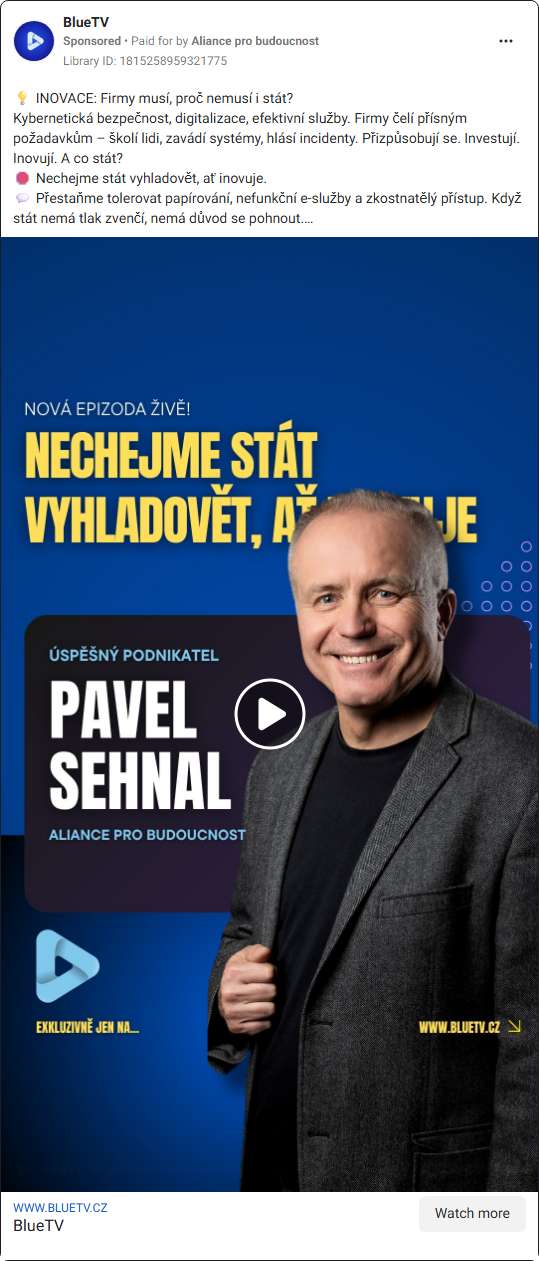 BlueTV
Sponsored • Paid for by Aliance pro budoucnost
Library ID: 1815258959321775
💡 INOVACE: Firmy musí, proč nemusí i stát?
Kybernetická bezpečnost, digitalizace, efektivní služby. Firmy čelí přísným
požadavkům – školí lidi, zavádí systémy, hlásí incidenty. Přizpůsobují se. Investují.
Inovují. A co stát?
🛑 Nechejme stát vyhladovět, ať inovuje.
💬 Přestaňme tolerovat papírování, nefunkční e-služby a zkostnatělý přístup. Když
stát nemá tlak zvenčí, nemá důvod se pohnout....
NOVÁ EPIZODA ŽIVĚ!
NECHEJME STÁT
VYHLADOVĚT, AŤ
ÚSPĚŠNÝ PODNIKATEL
PAVEL
SEHNAL
ALIANCE PRO BUDOUCNOST
EXKLUZIVNĚ JEN NA...
WWW.BLUETV.CZ
WWW.BLUETV.CZ
BlueTV
Watch more